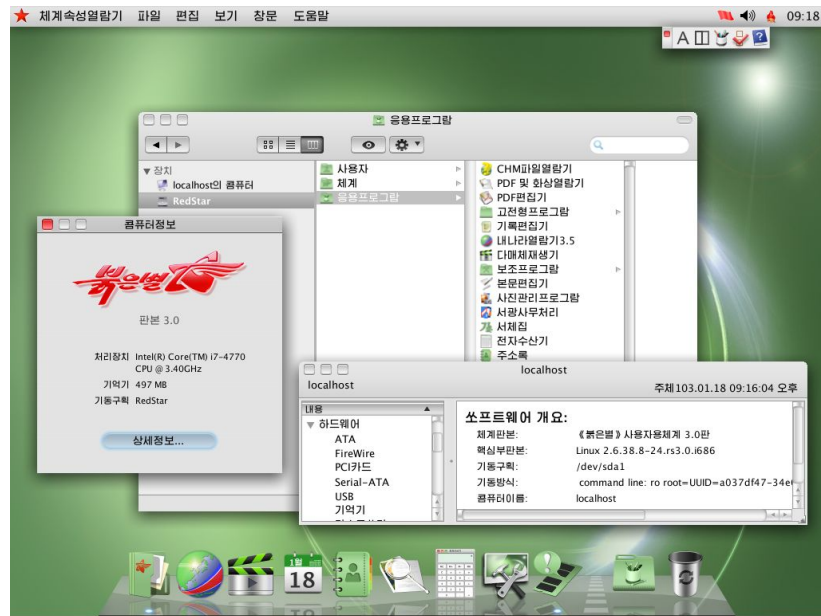 체계속성열람기 파일 편집 보기 창문 도움말 09:18
A
응용프로그람
장치
localhost의 콤퓨터
RedStar
사용자
체계
응용프로그람
CHM파일열람기
PDF 및 화상열람기
PDF편집기
고전형프로그람
기록편집기
내나라열람기3.5
다매체재생기
보조프로그람
본문편집기
사진관리프로그람
서광사무처리
서체집
전자수산기
주소록
콤퓨터정보
붉은별
판본 3.0
처리장치 Intel(R) Core(TM) i7-4770
CPU @ 3.40GHz
기억기 497 MB
기동구획 RedStar
상세정보...
localhost
localhost 주체103.01.18 09:16:04 오후
내용
하드웨어
ATA
FireWire
PCI카드
Serial-ATA
USB
기억기
쏘프트웨어 개요:
체계판본: 《붉은별》사용자용체계 3.0판
핵심부판본: Linux 2.6.38.8-24.rs3.0.i686
기동구획: /dev/sda1
기동방식: command line: ro root=UUID=a037df47-34e
콤퓨터이름: localhost
1월
18